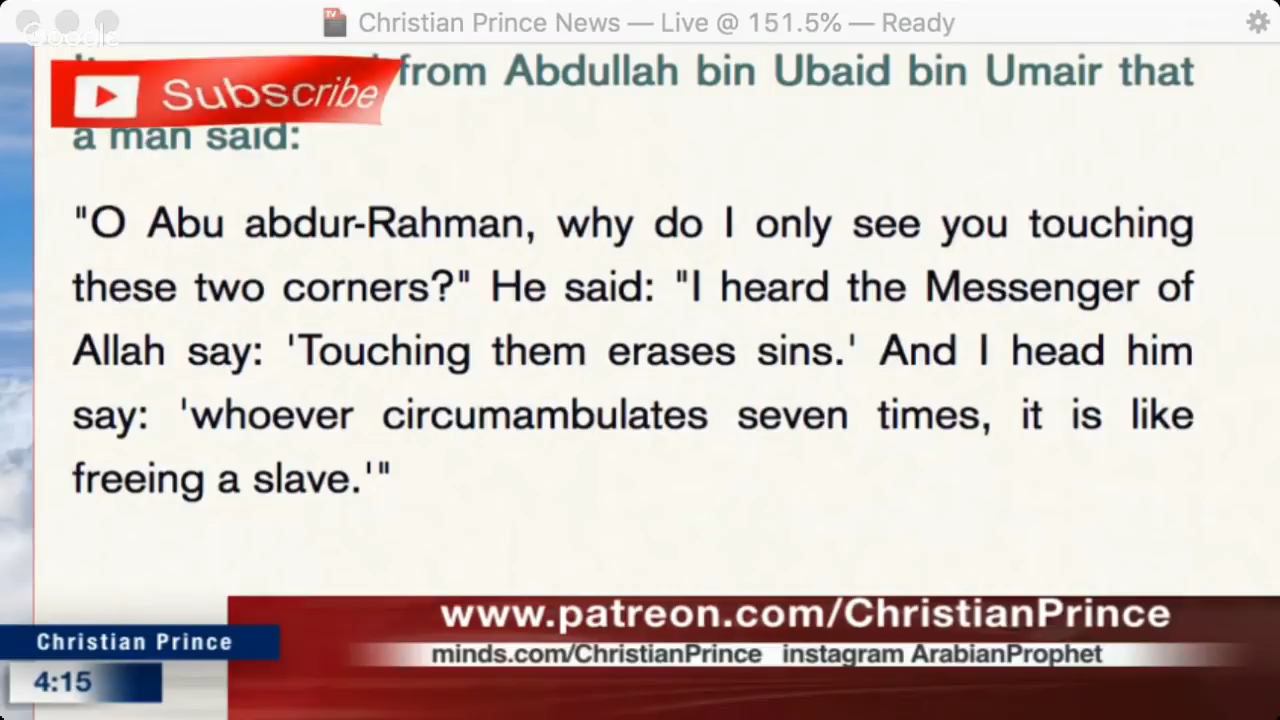 Christian Prince News — Live @ 151.5% — Ready
Google
from Abdullah bin Ubaid bin Umair that
Subscribe
a man said:
"O Abu abdur-Rahman, why do I only see you touching
these two corners?" He said: "I heard the Messenger of
Allah say: 'Touching them erases sins.' And I head him
say: 'whoever circumambulates seven times, it is like
freeing a slave.'"
www.patreon.com/ChristianPrince
Christian Prince
minds.com/ChristianPrince instagram ArabianProphet
4:15